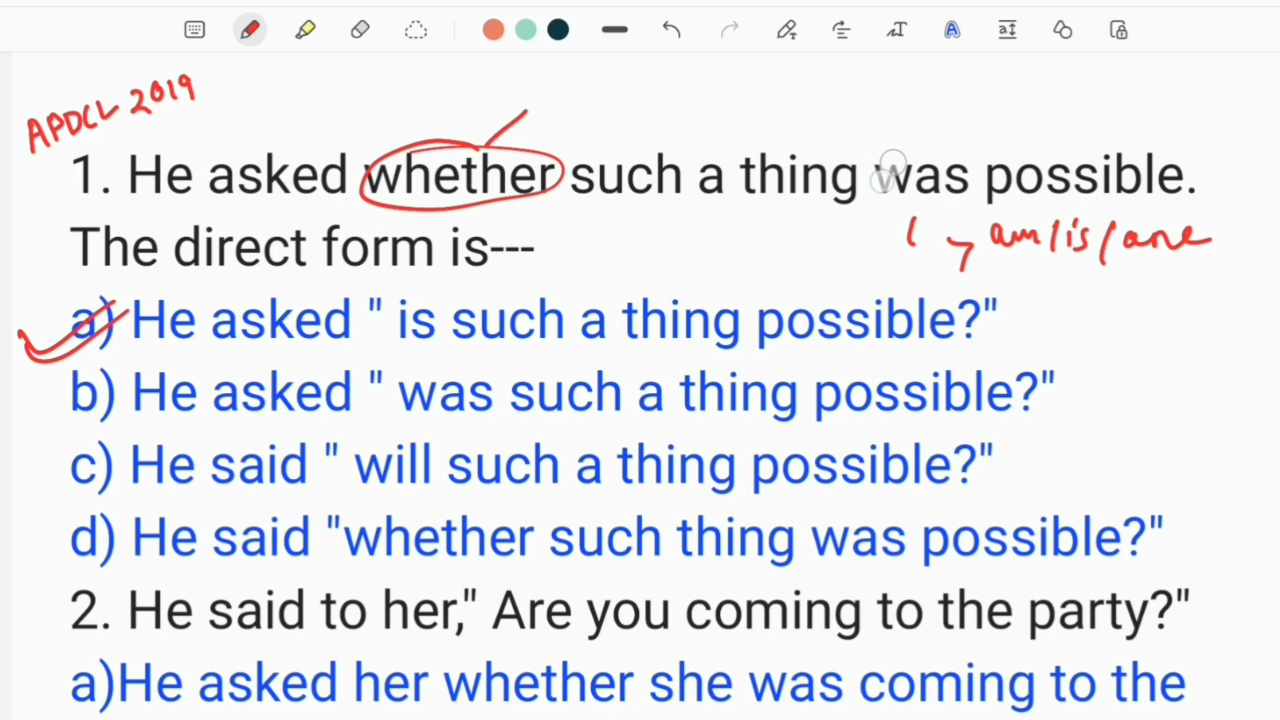 APDCL 2019
1. He asked whether such a thing was possible.
The direct form is---
am/is/are
a) He asked " is such a thing possible?"
b) He asked " was such a thing possible?"
c) He said " will such a thing possible?"
d) He said "whether such thing was possible?"
2. He said to her," Are you coming to the party?"
a)He asked her whether she was coming to the